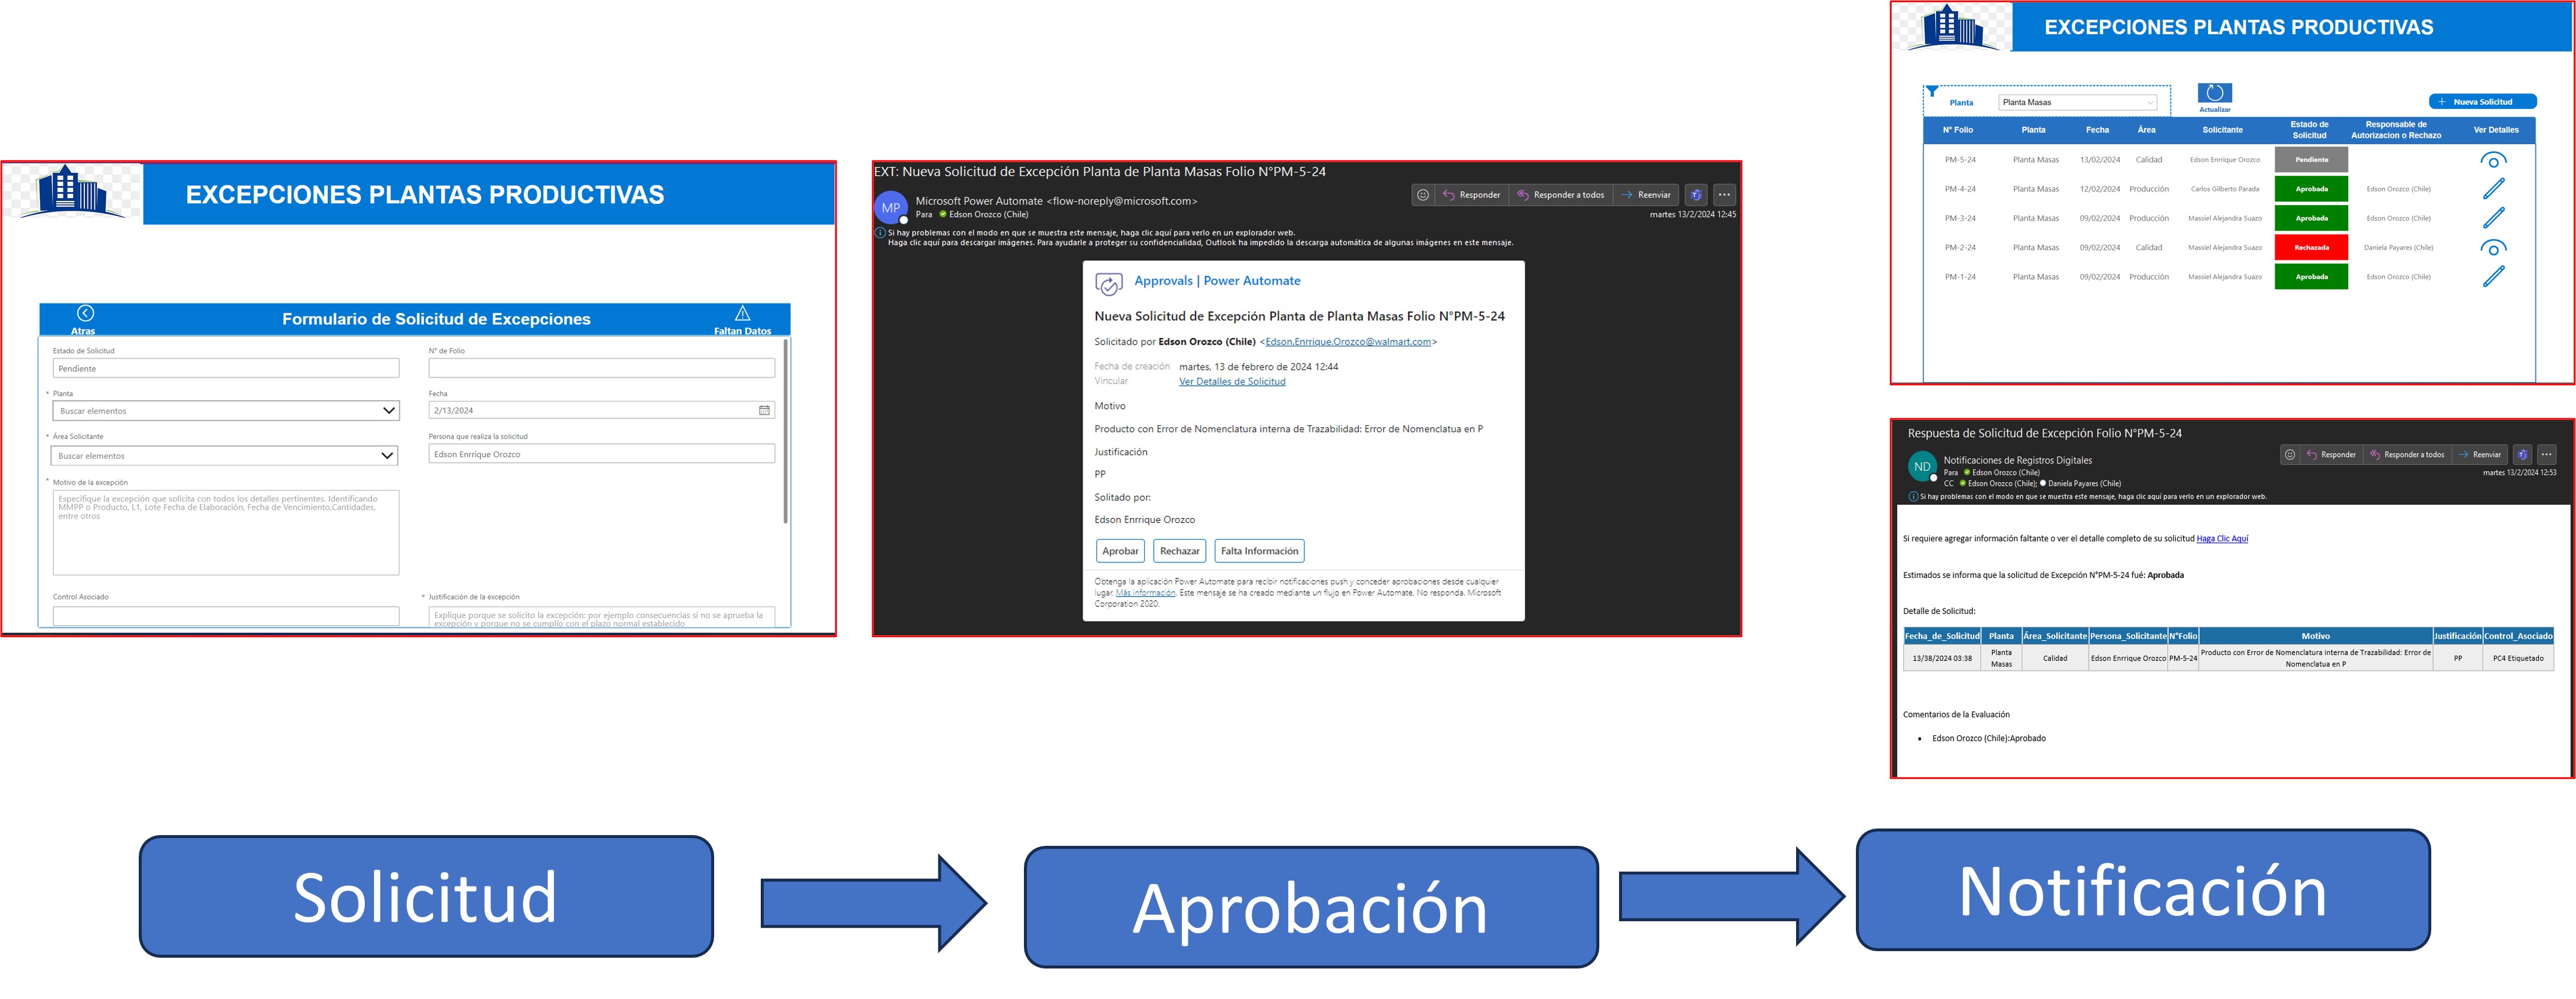 EXCEPCIONES PLANTAS PRODUCTIVAS
Atras
Formulario de Solicitud de Excepciones
Faltan Datos
Estado de Solicitud
N° de Folio
Pendiente
* Planta
Fecha
Buscar elementos
2/13/2024
* Área Solicitante
Persona que realiza la solicitud
Buscar elementos
Edson Enrrique Orozco
* Motivo de la excepción
Especifique la excepción que solicita con todos los detalles pertinentes. Identificando
MMPP o Producto, L1, Lote Fecha de Elaboración, Fecha de Vencimiento,Cantidades,
entre otros
Control Asociado
* Justificación de la excepción
Explique porque se solicito la excepción: por ejemplo consecuencias si no se aprueba la
excepción y porque no se cumplio con el plazo normal establecido
EXT: Nueva Solicitud de Excepción Planta de Planta Masas Folio N°PM-5-24
MP
Microsoft Power Automate <flow-noreply@microsoft.com>
Para Edson Orozco (Chile)
Responder
Responder a todos
Reenviar
martes 13/2/2024 12:45
Si hay problemas con el modo en que se muestra este mensaje, haga clic aquí para verlo en un explorador web.
Haga clic aquí para descargar imágenes. Para ayudarle a proteger su confidencialidad, Outlook ha impedido la descarga automática de algunas imágenes en este mensaje.
Approvals | Power Automate
Nueva Solicitud de Excepción Planta de Planta Masas Folio N°PM-5-24
Solicitado por Edson Orozco (Chile) <Edson.Enrrique.Orozco@walmart.com>
Fecha de creación martes, 13 de febrero de 2024 12:44
Vincular Ver Detalles de Solicitud
Motivo
Producto con Error de Nomenclatura interna de Trazabilidad: Error de Nomenclatua en P
Justificación
PP
Solitado por:
Edson Enrrique Orozco
Aprobar
Rechazar
Falta Información
Obtenga la aplicación Power Automate para recibir notificaciones push y conceder aprobaciones desde cualquier
lugar. Más información. Este mensaje se ha creado mediante un flujo en Power Automate. No responda. Microsoft
Corporation 2020.
EXCEPCIONES PLANTAS PRODUCTIVAS
Planta
Planta Masas
Actualizar
+ Nueva Solicitud
N° Folio Planta Fecha Área Solicitante Estado de Solicitud Responsable de Autorizacion o Rechazo Ver Detalles
PM-5-24 Planta Masas 13/02/2024 Calidad Edson Enrrique Orozco Pendiente
PM-4-24 Planta Masas 12/02/2024 Producción Carlos Gilberto Parada Aprobada Edson Orozco (Chile)
PM-3-24 Planta Masas 09/02/2024 Producción Massiel Alejandra Suazo Aprobada Edson Orozco (Chile)
PM-2-24 Planta Masas 09/02/2024 Calidad Massiel Alejandra Suazo Rechazada Daniela Payares (Chile)
PM-1-24 Planta Masas 09/02/2024 Producción Massiel Alejandra Suazo Aprobada Edson Orozco (Chile)
Respuesta de Solicitud de Excepción Folio N°PM-5-24
ND
Notificaciones de Registros Digitales
Para Edson Orozco (Chile)
CC Edson Orozco (Chile); Daniela Payares (Chile)
Responder
Responder a todos
Reenviar
martes 13/2/2024 12:53
Si hay problemas con el modo en que se muestra este mensaje, haga clic aquí para verlo en un explorador web.
Si requiere agregar información faltante o ver el detalle completo de su solicitud Haga Clic Aquí
Estimados se informa que la solicitud de Excepción N°PM-5-24 fué: Aprobada
Detalle de Solicitud:
Fecha_de_Solicitud Planta Área_Solicitante Persona_Solicitante N°Folio Motivo Justificación Control_Asociado
13/38/2024 03:38 Planta Masas Calidad Edson Enrrique Orozco PM-5-24 Producto con Error de Nomenclatura interna de Trazabilidad: Error de Nomenclatua en P PP PC4 Etiquetado
Comentarios de la Evaluación
• Edson Orozco (Chile):Aprobado
Solicitud
Aprobación
Notificación